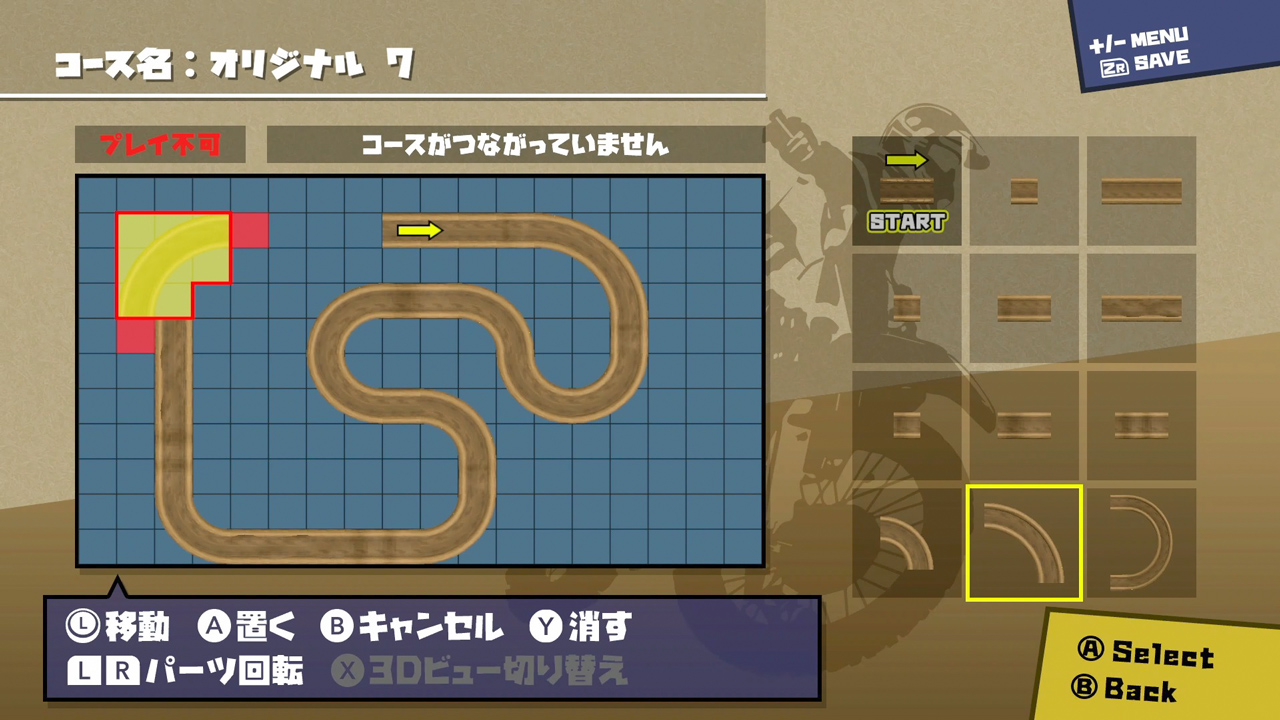 コース名：オリジナル 7
+/- MENU
ZR SAVE
プレイ不可
コースがつながっていません
START
L移動 A置く Bキャンセル Y消す
L R パーツ回転 X3Dビュー切り替え
A Select
B Back